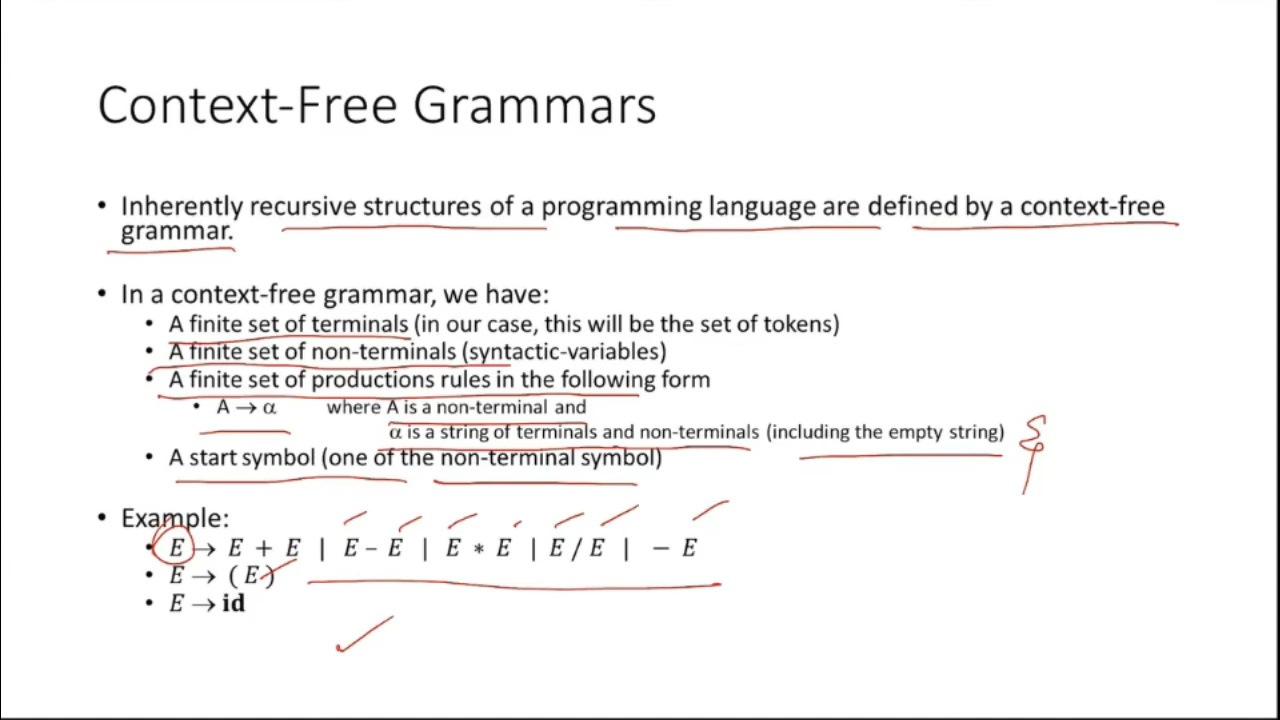 Context-Free Grammars
• Inherently recursive structures of a programming language are defined by a context-free
grammar.
• In a context-free grammar, we have:
• A finite set of terminals (in our case, this will be the set of tokens)
• A finite set of non-terminals (syntactic-variables)
• A finite set of productions rules in the following form
• A → α where A is a non-terminal and
α is a string of terminals and non-terminals (including the empty string)
• A start symbol (one of the non-terminal symbol)
• Example:
• E → E + E | E – E | E * E | E / E | – E
• E → ( E )
• E → id